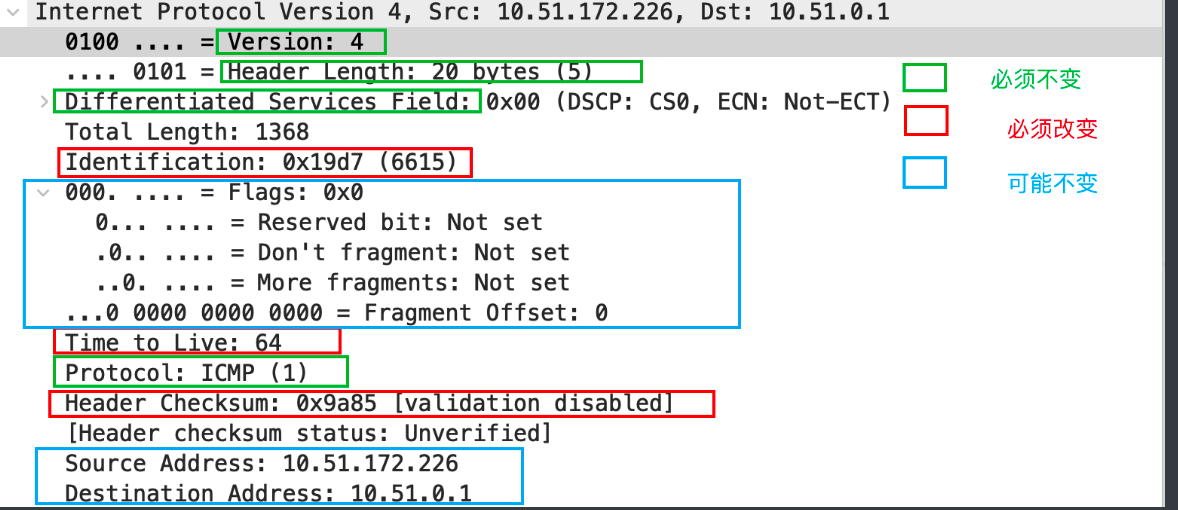 Internet Protocol Version 4, Src: 10.51.172.226, Dst: 10.51.0.1
0100 .... = Version: 4
.... 0101 = Header Length: 20 bytes (5)
Differentiated Services Field: 0x00 (DSCP: CS0, ECN: Not-ECT)
Total Length: 1368
Identification: 0x19d7 (6615)
000. .... = Flags: 0x0
0... .... = Reserved bit: Not set
.0.. .... = Don't fragment: Not set
..0. .... = More fragments: Not set
...0 0000 0000 0000 = Fragment Offset: 0
Time to Live: 64
Protocol: ICMP (1)
Header Checksum: 0x9a85 [validation disabled]
[Header checksum status: Unverified]
Source Address: 10.51.172.226
Destination Address: 10.51.0.1
必须不变
必须改变
可能不变